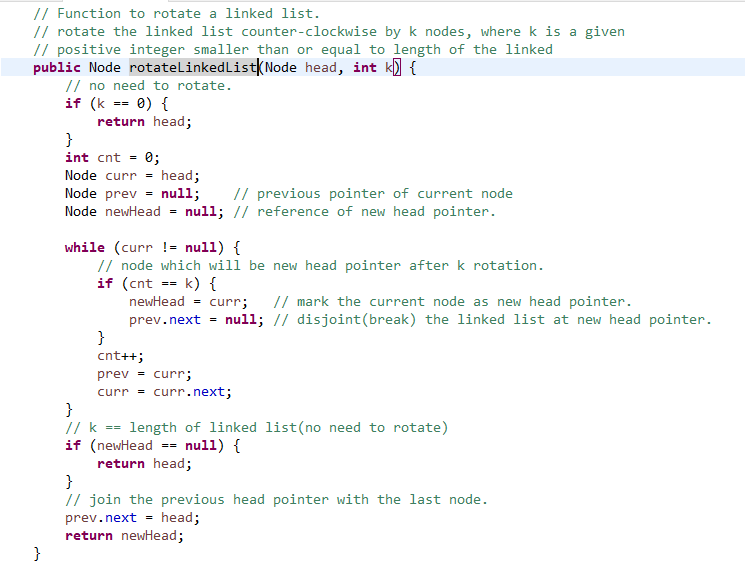 // Function to rotate a linked list.
// rotate the linked list counter-clockwise by k nodes, where k is a given
// positive integer smaller than or equal to length of the linked
public Node rotateLinkedList(Node head, int k) {
    // no need to rotate.
    if (k == 0) {
        return head;
    }
    int cnt = 0;
    Node curr = head;
    Node prev = null;    // previous pointer of current node
    Node newHead = null; // reference of new head pointer.

    while (curr != null) {
        // node which will be new head pointer after k rotation.
        if (cnt == k) {
            newHead = curr;   // mark the current node as new head pointer.
            prev.next = null; // disjoint(break) the linked list at new head pointer.
        }
        cnt++;
        prev = curr;
        curr = curr.next;
    }
    // k == length of linked list(no need to rotate)
    if (newHead == null) {
        return head;
    }
    // join the previous head pointer with the last node.
    prev.next = head;
    return newHead;
}